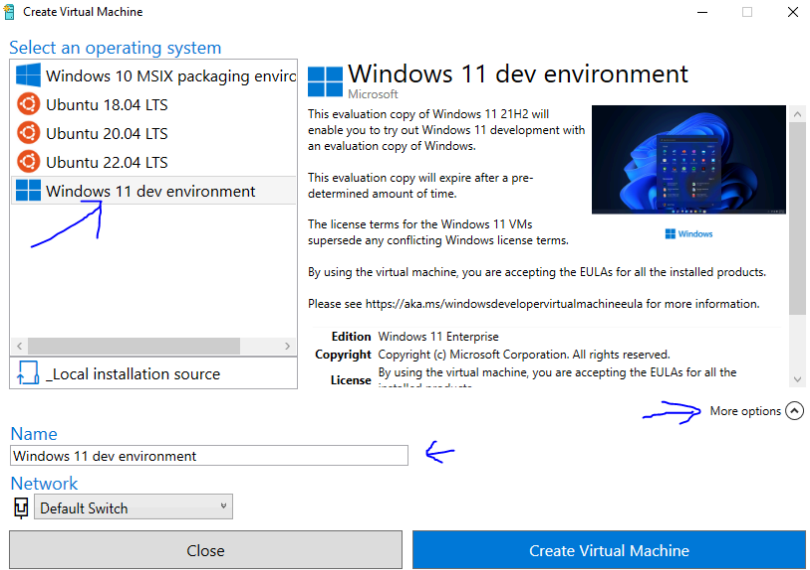 Create Virtual Machine
Select an operating system
Windows 10 MSIX packaging enviro
Ubuntu 18.04 LTS
Ubuntu 20.04 LTS
Ubuntu 22.04 LTS
Windows 11 dev environment
_Local installation source
Windows 11 dev environment
Microsoft
This evaluation copy of Windows 11 21H2 will
enable you to try out Windows 11 development with
an evaluation copy of Windows.
This evaluation copy will expire after a pre-
determined amount of time.
The license terms for the Windows 11 VMs
supersede any conflicting Windows license terms.
Windows
By using the virtual machine, you are accepting the EULAs for all the installed products.
Please see https://aka.ms/windowsdevelopervirtualmachineeula for more information.
Edition Windows 11 Enterprise
Copyright Copyright (c) Microsoft Corporation. All rights reserved.
License By using the virtual machine, you are accepting the EULAs for all the
installed products
More options
Name
Windows 11 dev environment
Network
Default Switch
Close
Create Virtual Machine